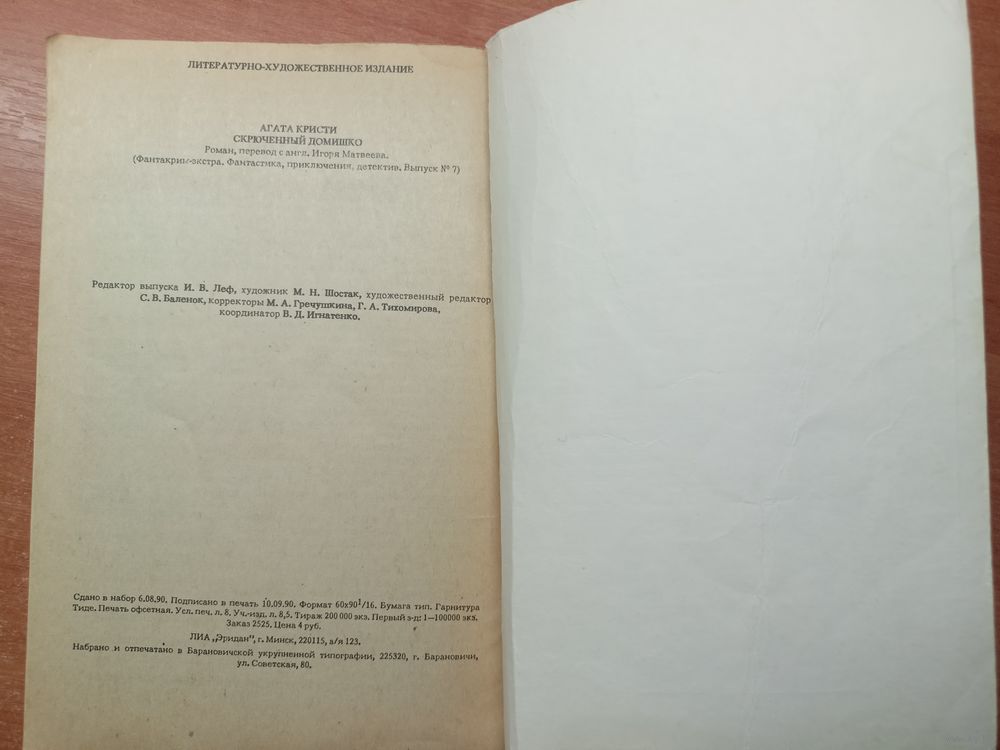 ЛИТЕРАТУРНО-ХУДОЖЕСТВЕННОЕ ИЗДАНИЕ
АГАТА КРИСТИ
СКРЮЧЕННЫЙ ДОМИШКО
Роман, перевод с англ. Игоря Матвеева.
(Фантакрим-экстра. Фантастика, приключения, детектив. Выпуск № 7)
Редактор выпуска И. В. Леф, художник М. Н. Шостак, художественный редактор
С. В. Баленок, корректоры М. А. Гречушкина, Г. А. Тихомирова,
координатор В. Д. Игнатенко.
Сдано в набор 6.08.90. Подписано в печать 10.09.90. Формат 60х90¹/16. Бумага тип. Гарнитура
Тиде. Печать офсетная. Усл. печ. л. 8. Уч.-изд. л. 8,5. Тираж 200 000 экз. Первый з-д: 1—100000 экз.
Заказ 2525. Цена 4 руб.
ЛИА „Эридан", г. Минск, 220115, а/я 123.
Набрано и отпечатано в Барановичской укрупненной типографии, 225320, г. Барановичи,
ул. Советская, 80.